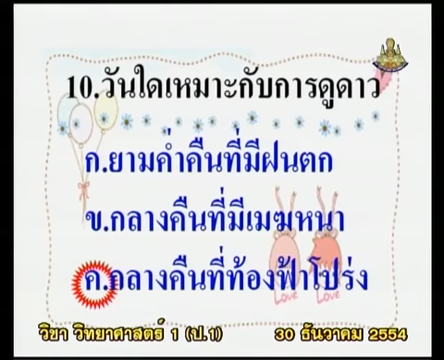 10.วันใดเหมาะกับการดูดาว
ก.ยามค่ำคืนที่มีฝนตก
ข.กลางคืนที่มีเมฆหนา
ค.กลางคืนที่ท้องฟ้าโปร่ง
LOVE LOVE
วิชา วิทยาศาสตร์ 1 (ป.1) 30 ธันวาคม 2554